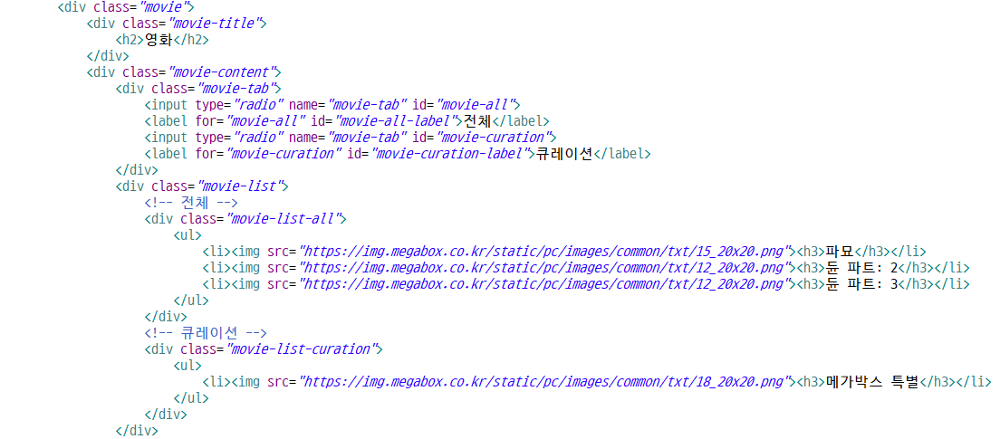 <div class="movie">
<div class="movie-title">
<h2>영화</h2>
</div>
<div class="movie-content">
<div class="movie-tab">
<input type="radio" name="movie-tab" id="movie-all">
<label for="movie-all" id="movie-all-label">전체</label>
<input type="radio" name="movie-tab" id="movie-curation">
<label for="movie-curation" id="movie-curation-label">큐레이션</label>
</div>
<div class="movie-list">
<!-- 전체 -->
<div class="movie-list-all">
<ul>
<li><img src="https://img.megabox.co.kr/static/pc/images/common/txt/15_20x20.png"><h3>파묘</h3></li>
<li><img src="https://img.megabox.co.kr/static/pc/images/common/txt/12_20x20.png"><h3>듄 파트: 2</h3></li>
<li><img src="https://img.megabox.co.kr/static/pc/images/common/txt/12_20x20.png"><h3>듄 파트: 3</h3></li>
</ul>
</div>
<!-- 큐레이션 -->
<div class="movie-list-curation">
<ul>
<li><img src="https://img.megabox.co.kr/static/pc/images/common/txt/18_20x20.png"><h3>메가박스 특별</h3></li>
</ul>
</div>
</div>